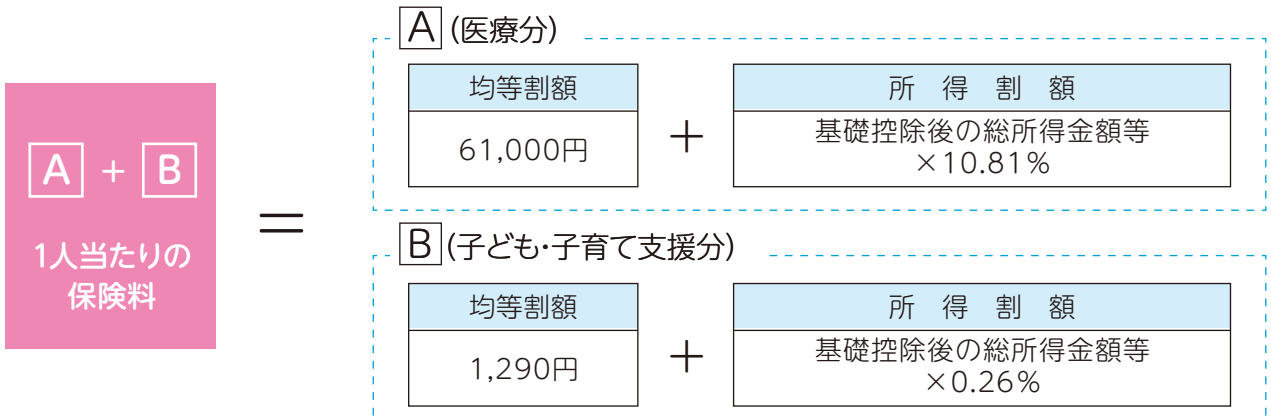 A + B
1人当たりの
保険料
=
A (医療分)
均等割額
61,000円
+
所得割額
基礎控除後の総所得金額等
×10.81%
B (子ども・子育て支援分)
均等割額
1,290円
+
所得割額
基礎控除後の総所得金額等
×0.26%